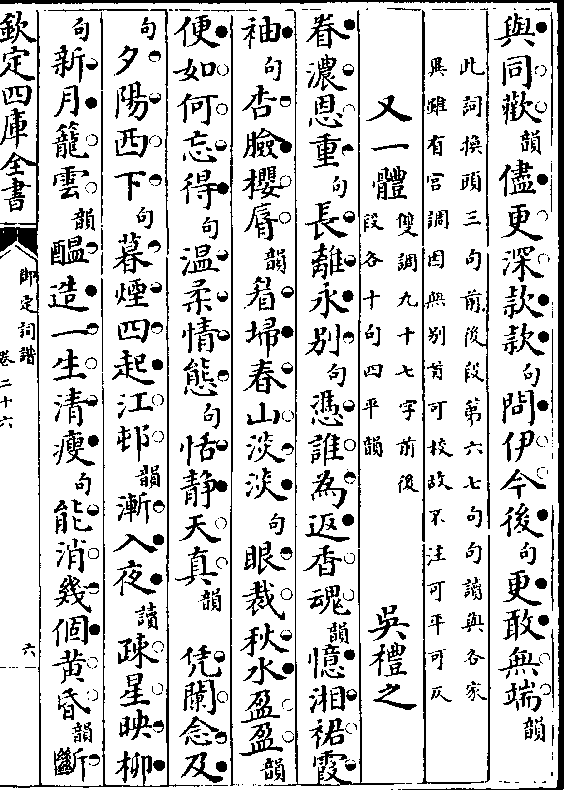 與同歡韻儘更深款款句問伊今後句更敢無端韻
此詞換頭三句前後段第六七句句讀與各家
異雖有宮調因無別首可校故不注可平可仄
又一體雙調九十七字前後段各十句四平韻 吳禮之
眷濃恩重句長離永別句憑誰為返香魂韻憶湘裙霞
袖句杏臉櫻脣韻眉埽春山淡淡句眼裁秋水盈盈韻
便如何忘得句温柔情態句恬静天真韻 凭闌念及
句夕陽西下句暮煙四起江邨韻漸入夜讀疎星映柳
句新月籠雲韻醖造一生清瘦句能消幾個黄昏韻斷
欽定四庫全書
御定詞譜
卷二十六
六